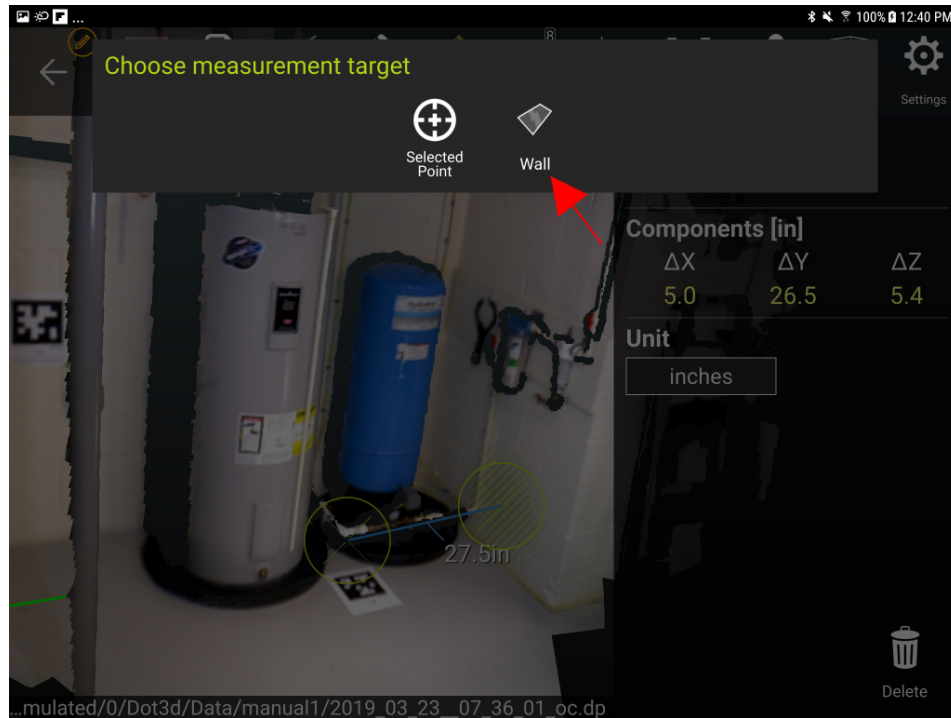 ...
100% 12:40 PM
Choose measurement target
Settings
Selected
Point
Wall
Components [in]
ΔX ΔY ΔZ
5.0 26.5 5.4
Unit
inches
27.5in
Delete
...mulated/0/Dot3d/Data/manual1/2019_03_23__07_36_01_oc.dp